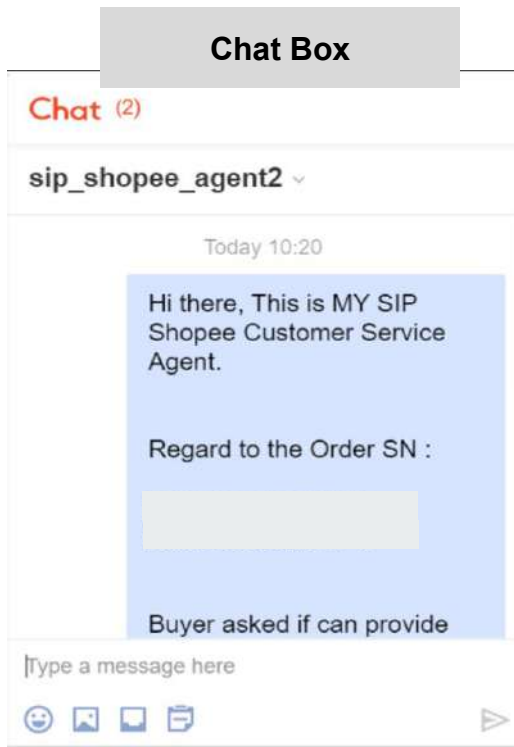 Chat Box
Chat (2)
sip_shopee_agent2
Today 10:20
Hi there, This is MY SIP
Shopee Customer Service
Agent.
Regard to the Order SN :
Buyer asked if can provide
Type a message here